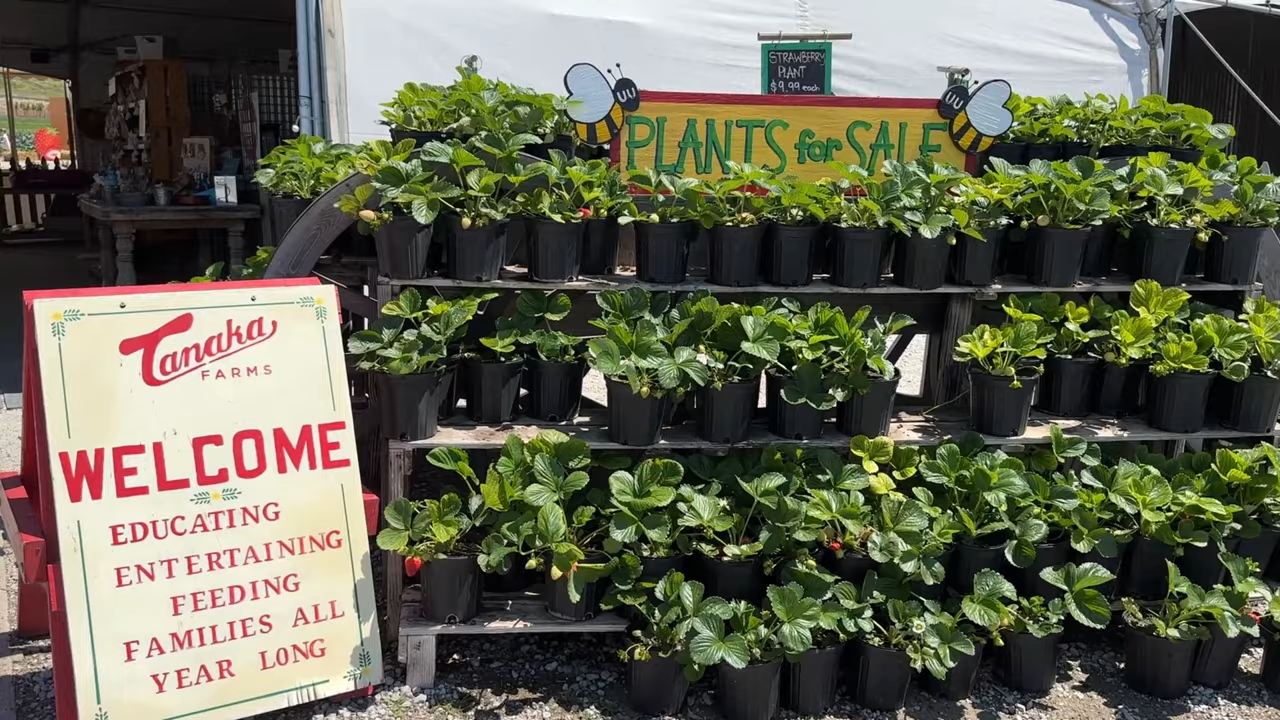 STRAWBERRY
PLANT
$9.99 each
PLANTS for SALE
Tanaka
FARMS
WELCOME
EDUCATING
ENTERTAINING
FEEDING
FAMILIES ALL
YEAR LONG